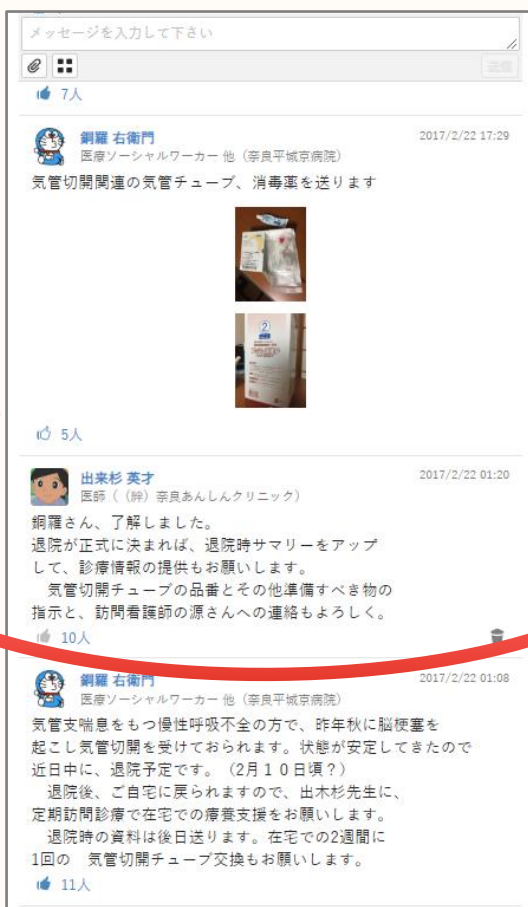 メッセージを入力して下さい
送信
7人
銅羅 右衛門
2017/2/22 17:29
医療ソーシャルワーカー 他（奈良平城京病院）
気管切開関連の気管チューブ、消毒薬を送ります
2
5人
出来杉 英才
2017/2/22 01:20
医師（（絆）奈良あんしんクリニック）
銅羅さん、了解しました。
退院が正式に決まれば、退院時サマリーをアップ
して、診療情報の提供もお願いします。
気管切開チューブの品番とその他準備すべき物の
指示と、訪問看護師の源さんへの連絡もよろしく。
10人
銅羅 右衛門
2017/2/22 01:08
医療ソーシャルワーカー 他（奈良平城京病院）
気管支喘息をもつ慢性呼吸不全の方で、昨年秋に脳梗塞を
起こし気管切開を受けておられます。状態が安定してきたので
近日中に、退院予定です。（2月１０日頃？）
退院後、ご自宅に戻られますので、出木杉先生に、
定期訪問診療で在宅での療養支援をお願いします。
退院時の資料は後日送ります。在宅での2週間に
1回の　気管切開チューブ交換もお願いします。
11人